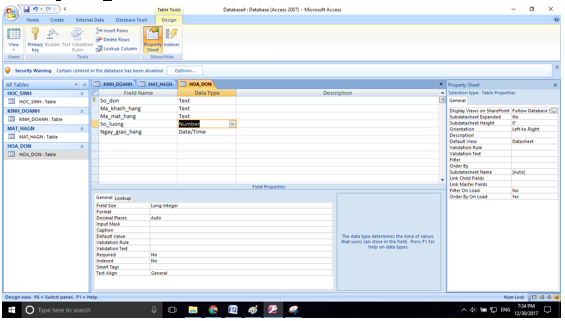 Table Tools
Database4 : Database (Access 2007) - Microsoft Access
Home Create External Data Database Tools Design
View
Primary Key
Builder
Test Validation Rules
Insert Rows
Delete Rows
Lookup Column
Property Sheet
Indexes
Views Tools Show/Hide
Security Warning Certain content in the database has been disabled Options...
All Tables
HOC_SINH
HOC_SINH : Table
KINH_DOANH
KINH_DOANH : Table
MAT_HAGN
MAT_HAGN : Table
HOA_DON
HOA_DON : Table
KINH_DOANH MAT_HAGN HOA_DON
Field Name Data Type Description
So_don Text
Ma_khach_hang Text
Ma_mat_hang Text
So_luong Number
Ngay_giao_hang Date/Time
Field Properties
General Lookup
Field Size Long Integer
Format
Decimal Places Auto
Input Mask
Caption
Default Value
Validation Rule
Validation Text
Required No
Indexed No
Smart Tags
Text Align General
The data type determines the kind of values
that users can store in the field. Press F1 for
help on data types.
Property Sheet
Selection type: Table Properties
General
Display Views on SharePoint Follow Database S
Subdatasheet Expanded No
Subdatasheet Height 0"
Orientation Left-to-Right
Description
Default View Datasheet
Validation Rule
Validation Text
Filter
Order By
Subdatasheet Name [Auto]
Link Child Fields
Link Master Fields
Filter On Load No
Order By On Load Yes
Design view. F6 = Switch panes. F1 = Help. Num Lock
Type here to search
ENG
7:34 PM
12/30/2017